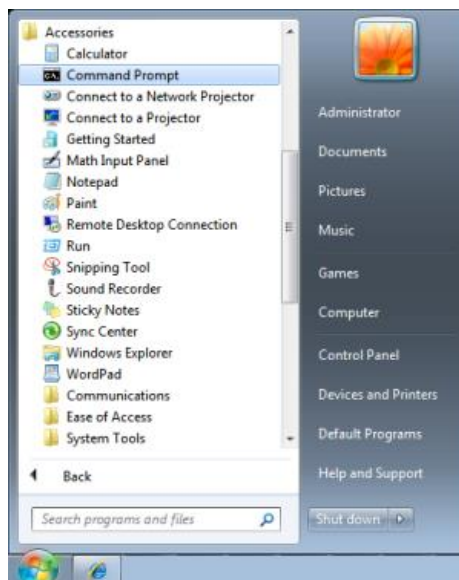 Accessories
Calculator
Command Prompt
Connect to a Network Projector
Connect to a Projector
Getting Started
Math Input Panel
Notepad
Paint
Remote Desktop Connection
Run
Snipping Tool
Sound Recorder
Sticky Notes
Sync Center
Windows Explorer
WordPad
Communications
Ease of Access
System Tools
Back
Search programs and files
Administrator
Documents
Pictures
Music
Games
Computer
Control Panel
Devices and Printers
Default Programs
Help and Support
Shut down